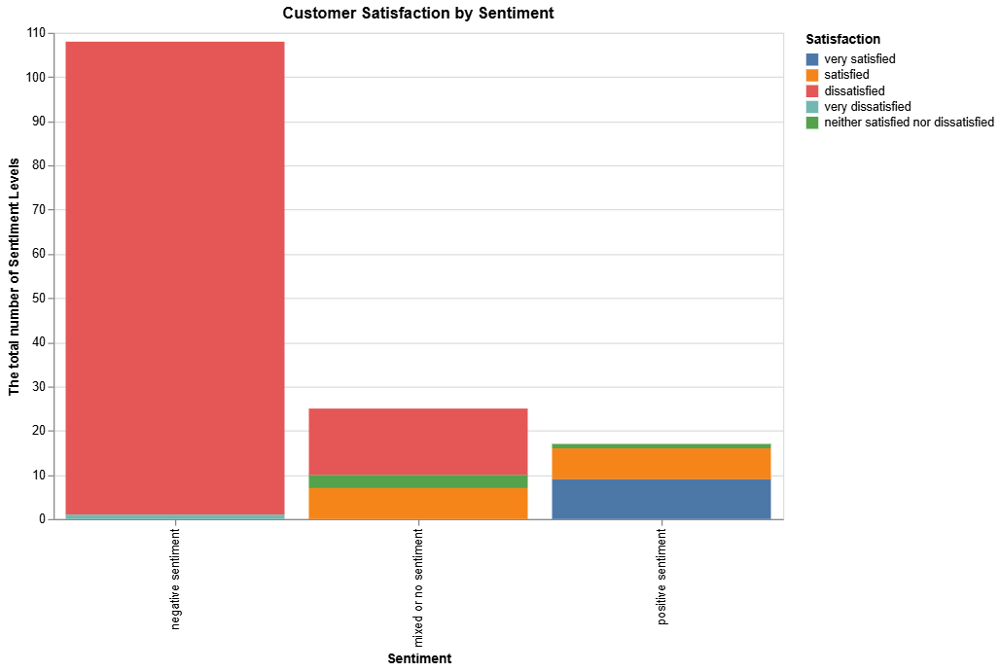 Customer Satisfaction by Sentiment
The total number of Sentiment Levels
110
100
90
80
70
60
50
40
30
20
10
0
negative sentiment
mixed or no sentiment
positive sentiment
Sentiment
Satisfaction
very satisfied
satisfied
dissatisfied
very dissatisfied
neither satisfied nor dissatisfied